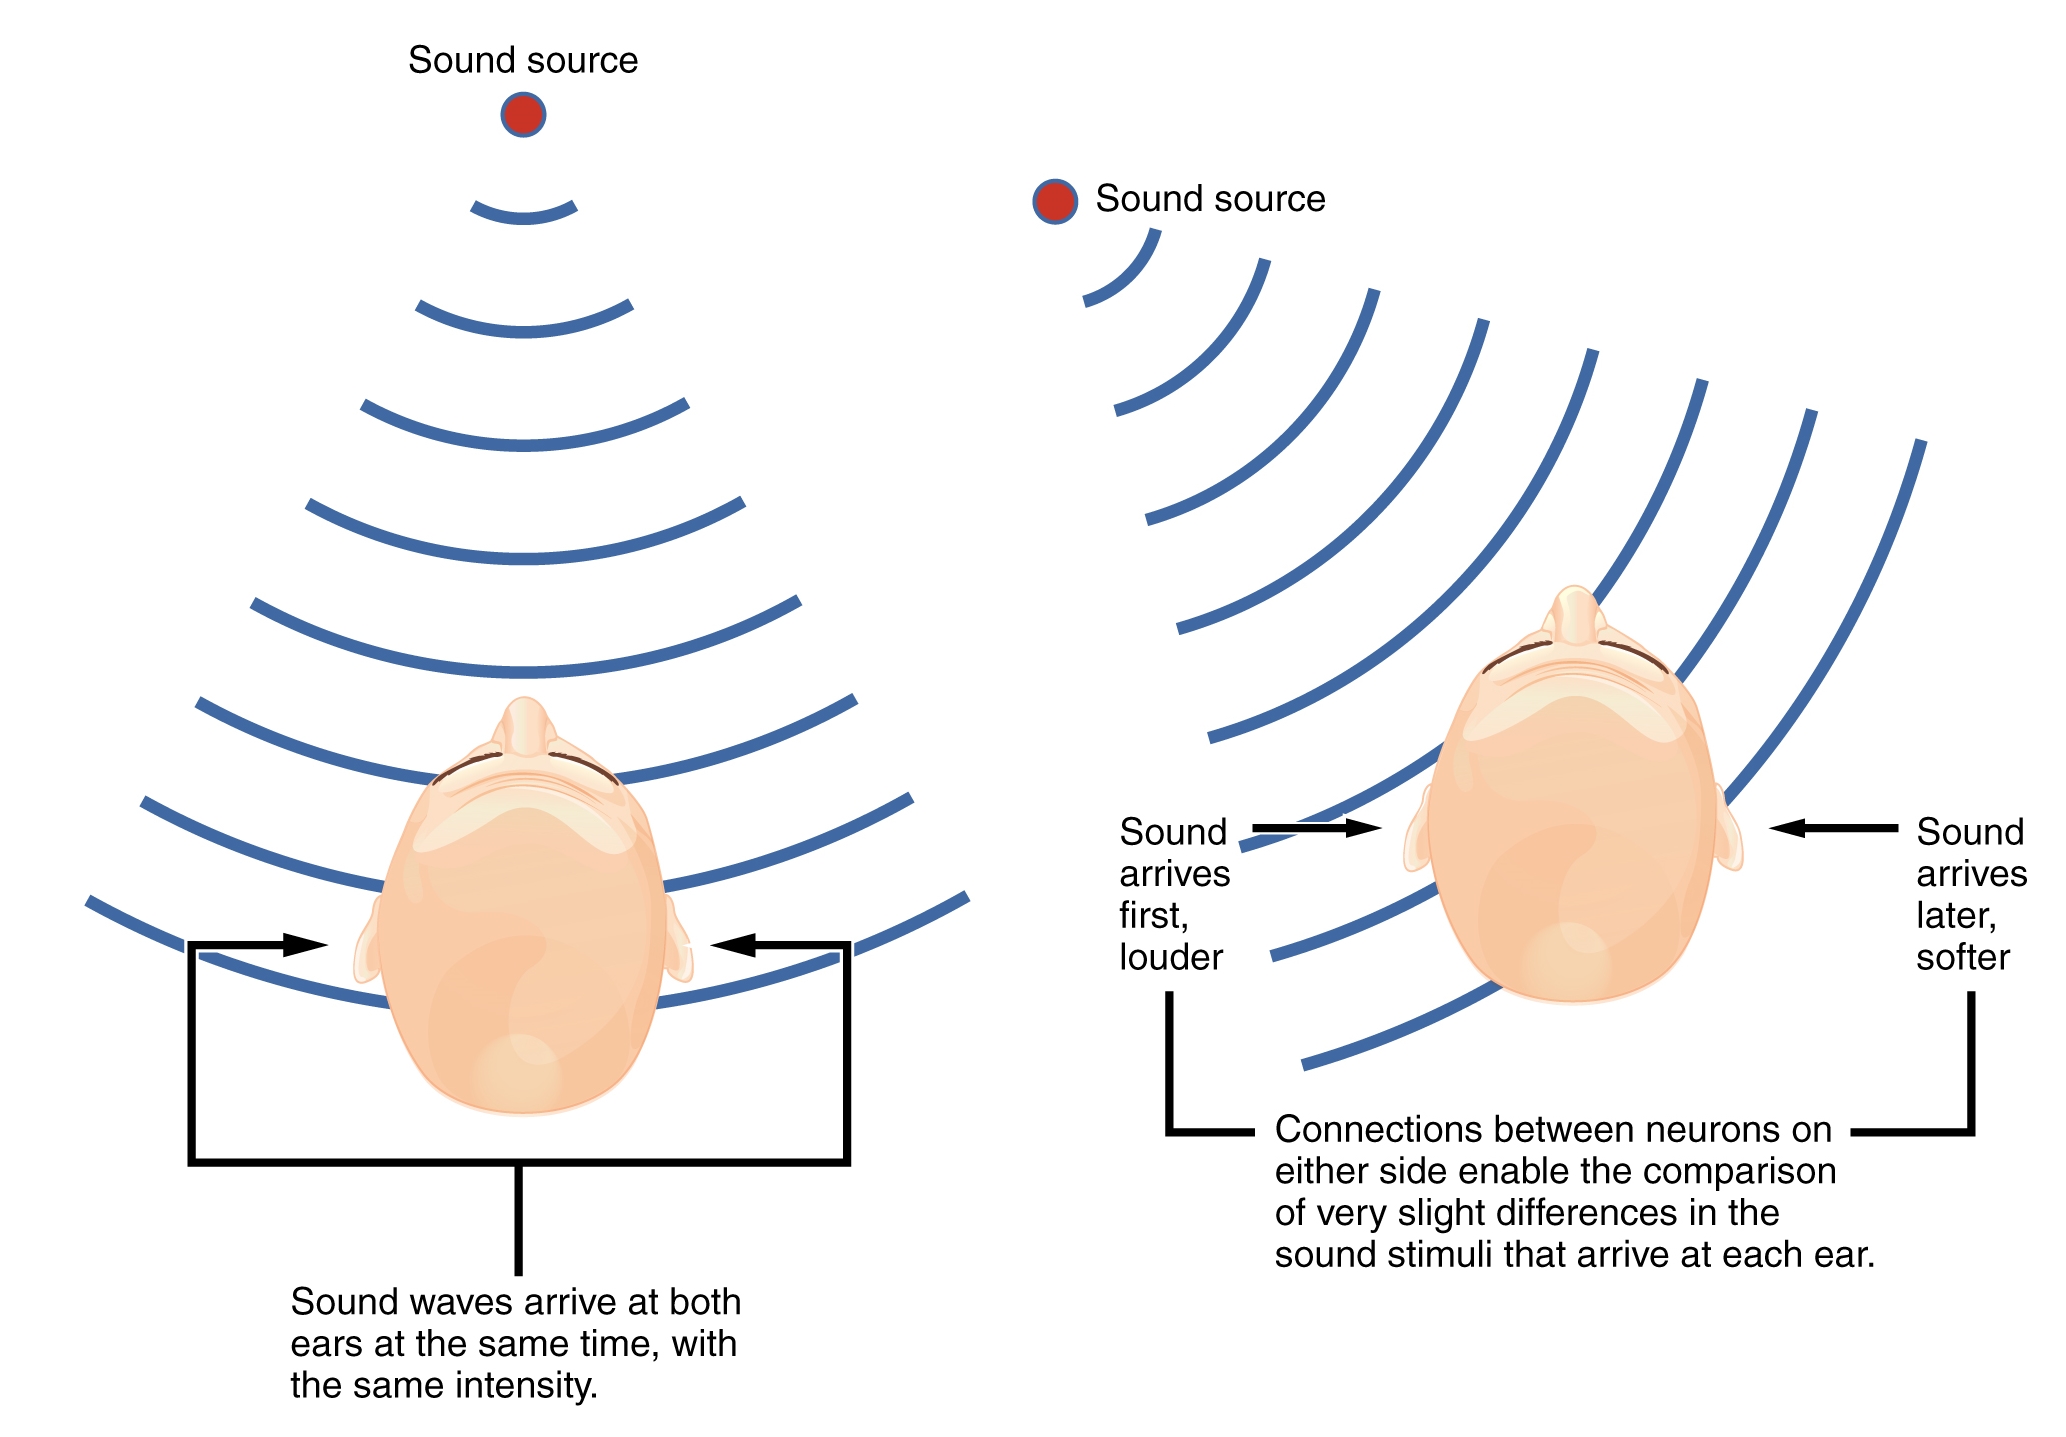 Sound source
Sound waves arrive at both
ears at the same time, with
the same intensity.
Sound source
Sound
arrives
first,
louder
Sound
arrives
later,
softer
Connections between neurons on
either side enable the comparison
of very slight differences in the
sound stimuli that arrive at each ear.